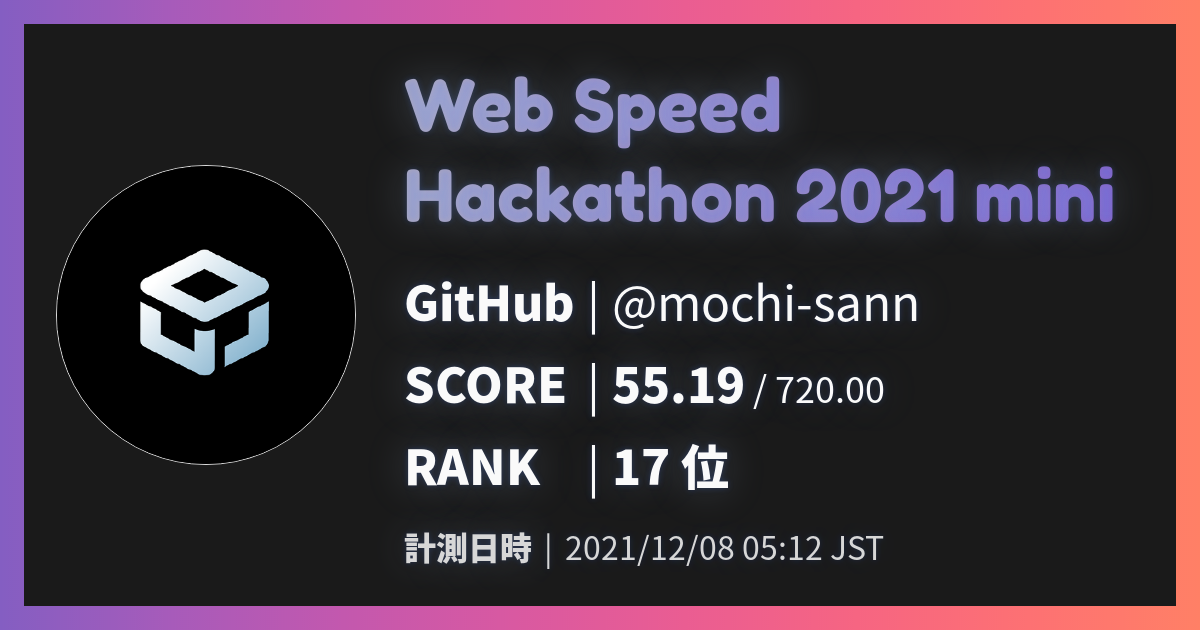 Web Speed
Hackathon 2021 mini
GitHub | @mochi-sann
SCORE | 55.19 / 720.00
RANK | 17 位
計測日時 | 2021/12/08 05:12 JST